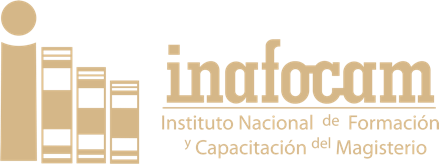 inafocam
Instituto Nacional de Formación
y Capacitación del Magisterio